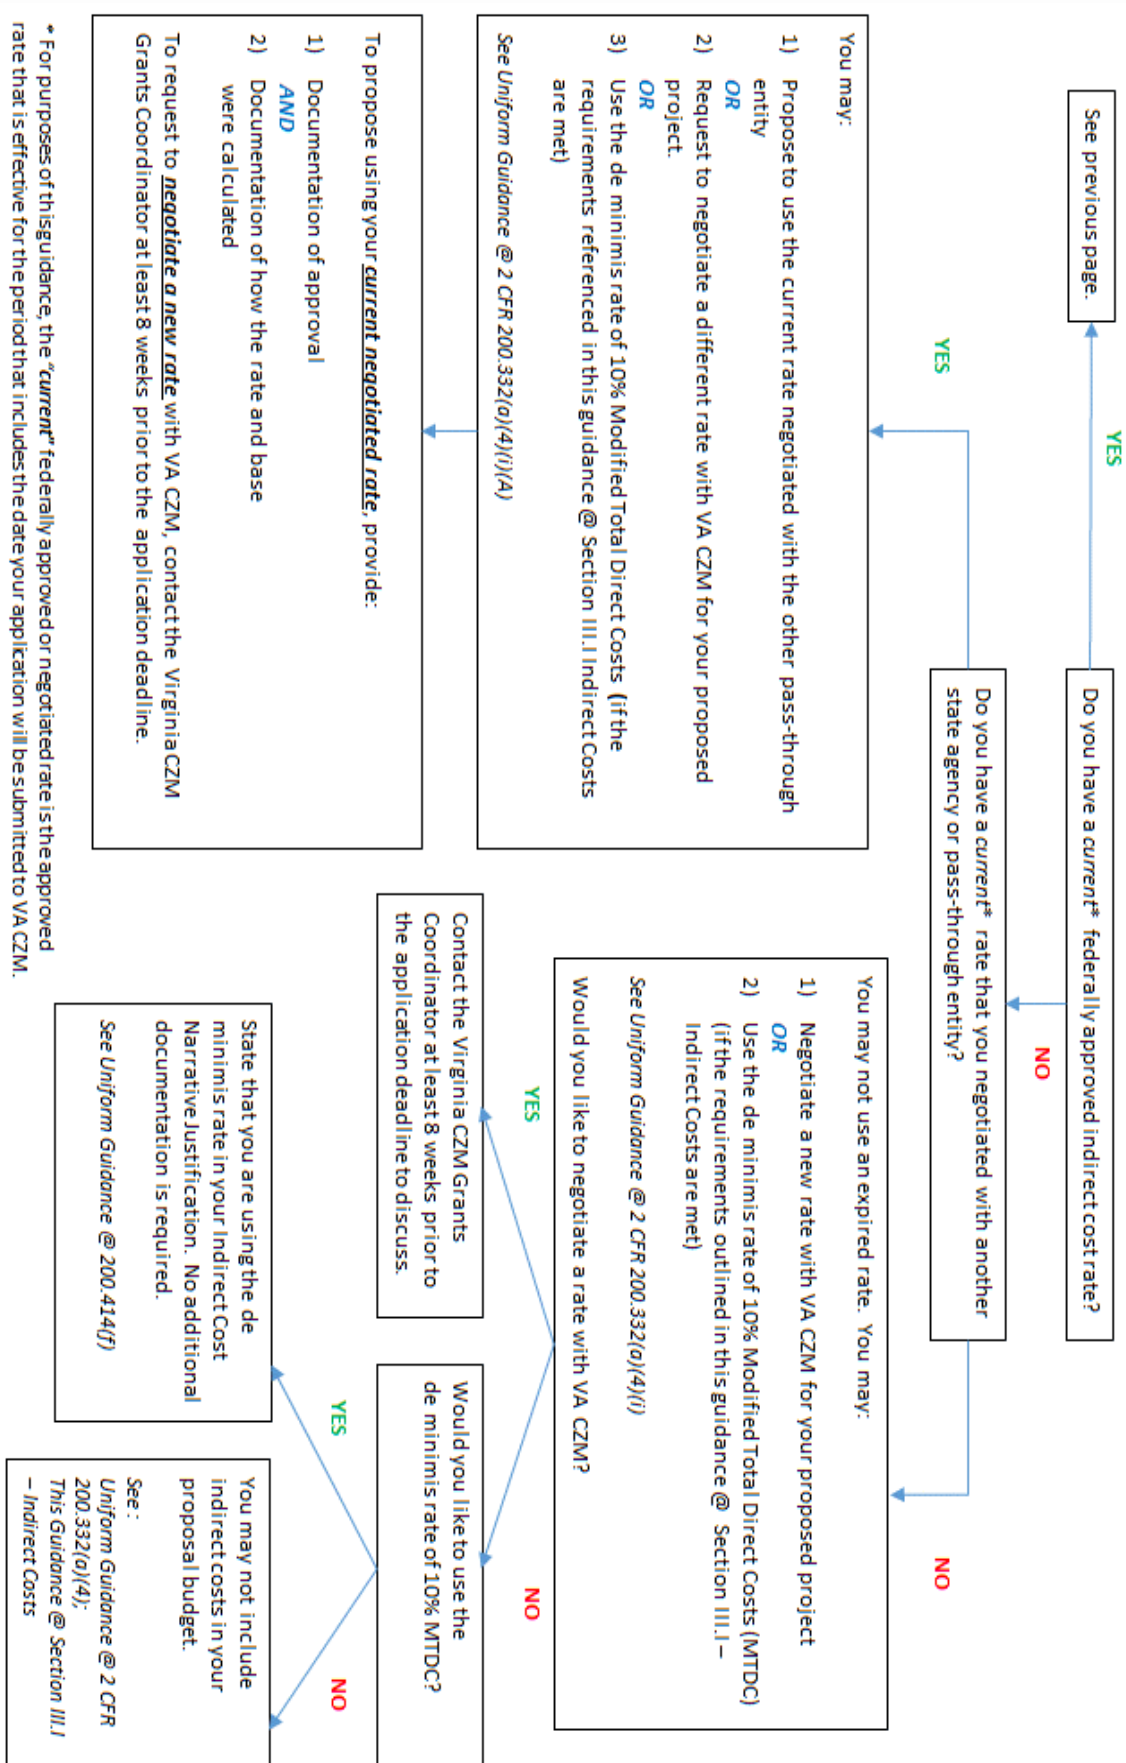 Do you have a current* federally approved indirect cost rate?
YES
NO
See previous page.
Do you have a current* rate that you negotiated with another
state agency or pass-through entity?
YES
NO
You may:
1) Propose to use the current rate negotiated with the other pass-through
entity
OR
2) Request to negotiate a different rate with VA CZM for your proposed
project.
OR
3) Use the de minimis rate of 10% Modified Total Direct Costs (if the
requirements referenced in this guidance @ Section III.I Indirect Costs
are met)
See Uniform Guidance @ 2 CFR 200.332(a)(4)(i)(A)
You may not use an expired rate. You may:
1) Negotiate a new rate with VA CZM for your proposed project
OR
2) Use the de minimis rate of 10% Modified Total Direct Costs (MTDC)
(if the requirements outlined in this guidance @ Section III.I –
Indirect Costs are met)
See Uniform Guidance @ 2 CFR 200.332(a)(4)(i)
Would you like to negotiate a rate with VA CZM?
To propose using your current negotiated rate, provide:
1) Documentation of approval
AND
2) Documentation of how the rate and base
were calculated
To request to negotiate a new rate with VA CZM, contact the Virginia CZM
Grants Coordinator at least 8 weeks prior to the application deadline.
YES
NO
Contact the Virginia CZM Grants
Coordinator at least 8 weeks prior to
the application deadline to discuss.
Would you like to use the
de minimis rate of 10% MTDC?
YES
NO
State that you are using the de
minimis rate in your Indirect Cost
Narrative Justification. No additional
documentation is required.
See Uniform Guidance @ 200.414(f)
You may not include
indirect costs in your
proposal budget.
See:
Uniform Guidance @ 2 CFR
200.332(a)(4);
This Guidance @ Section III.I
– Indirect Costs
* For purposes of this guidance, the "current" federally approved or negotiated rate is the approved
rate that is effective for the period that includes the date your application will be submitted to VA CZM.